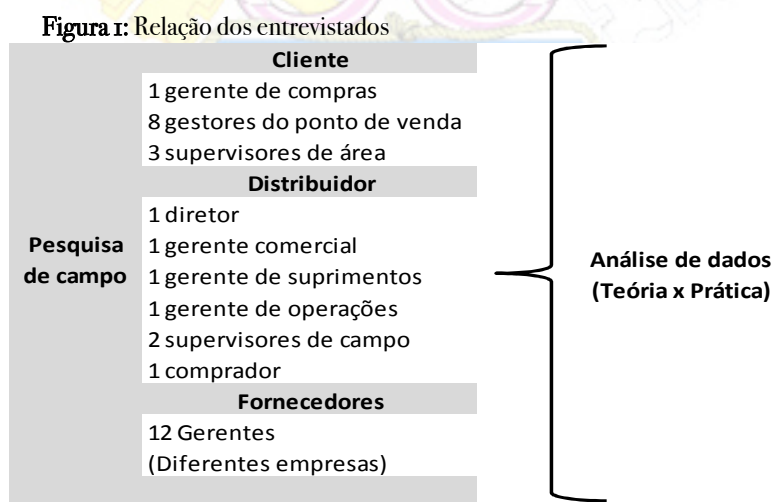 Figura 1: Relação dos entrevistados
Cliente
1 gerente de compras
8 gestores do ponto de venda
3 supervisores de área
Distribuidor
1 diretor
1 gerente comercial
1 gerente de suprimentos
1 gerente de operações
2 supervisores de campo
1 comprador
Fornecedores
12 Gerentes
(Diferentes empresas)
Pesquisa
de campo
Análise de dados
(Teória x Prática)